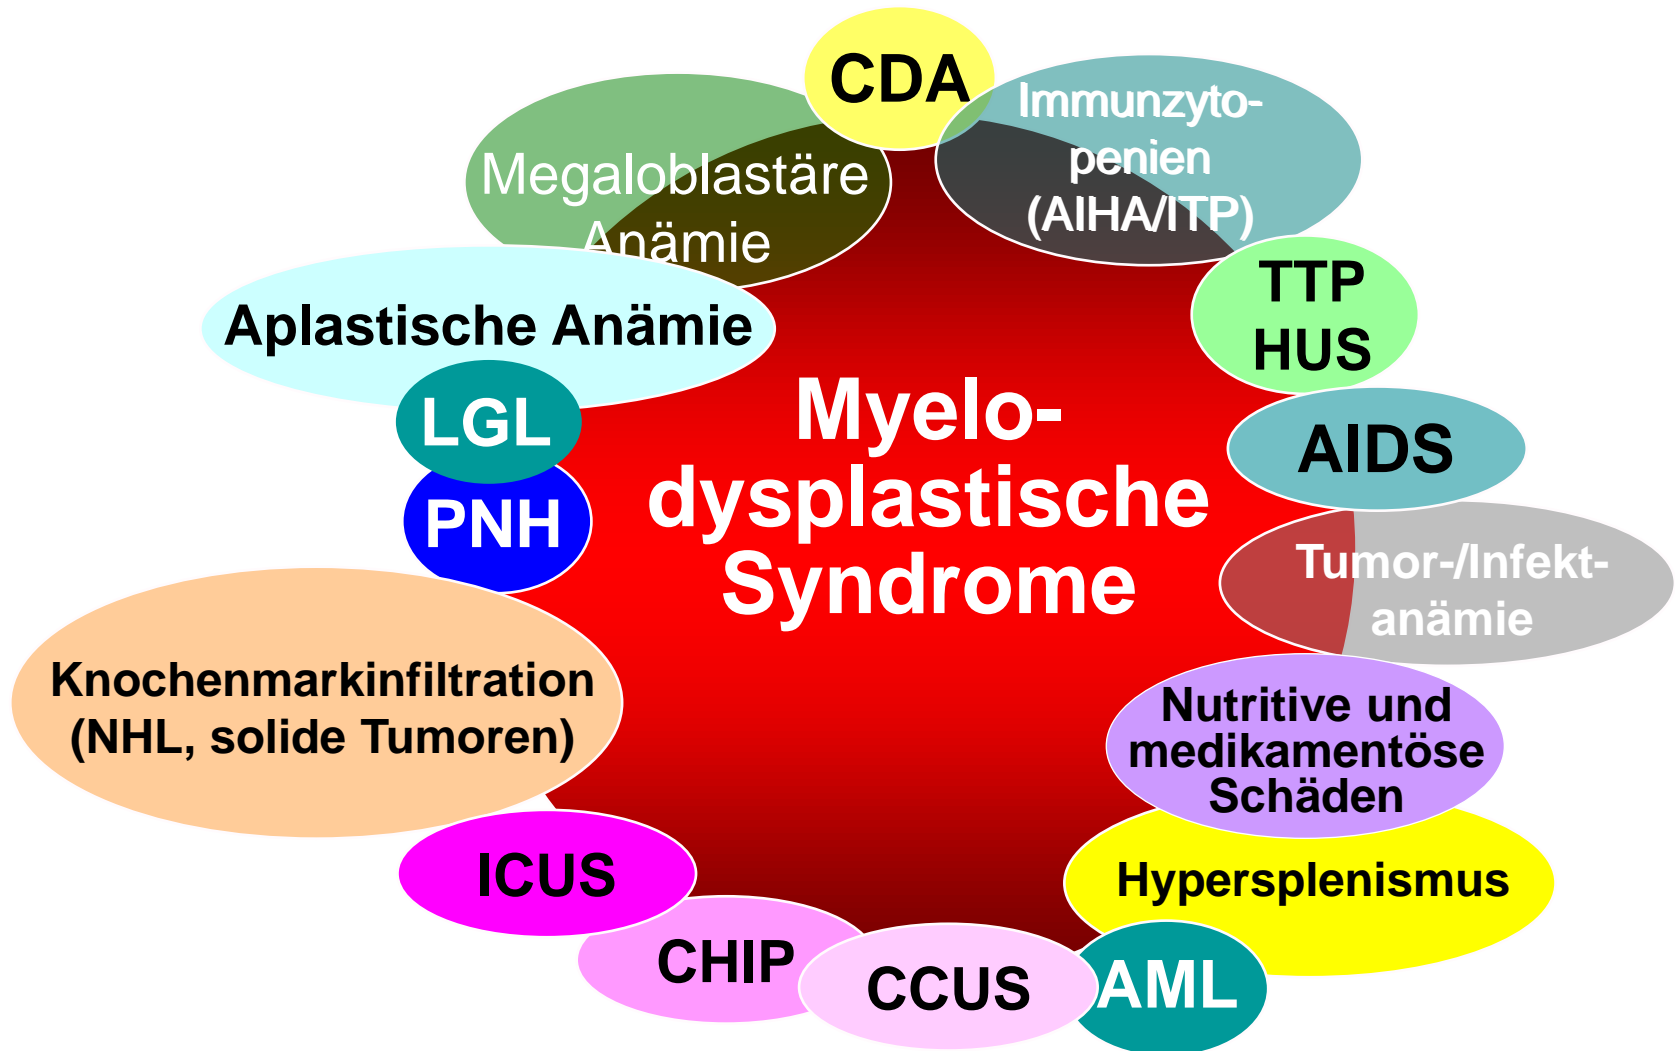 CDA
Immunzyto-
penien
(AIHA/ITP)
Megaloblastäre
Anämie
TTP
HUS
Aplastische Anämie
LGL
Myelo-
dysplastische
Syndrome
AIDS
PNH
Tumor-/Infekt-
anämie
Knochenmarkinfiltration
(NHL, solide Tumoren)
Nutritive und
medikamentöse
Schäden
ICUS
Hypersplenismus
CHIP
CCUS
AML